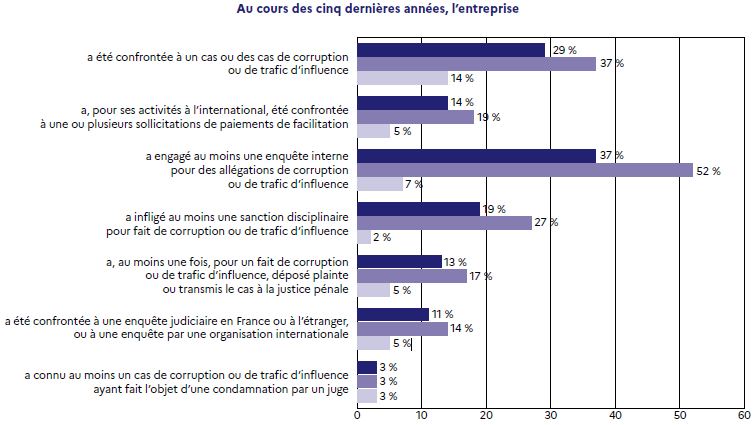 Au cours des cinq dernières années, l’entreprise
a été confrontée à un cas ou des cas de corruption
ou de trafic d’influence
29 %
37 %
14 %
a, pour ses activités à l’international, été confrontée
à une ou plusieurs sollicitations de paiements de facilitation
14 %
19 %
5 %
a engagé au moins une enquête interne
pour des allégations de corruption
ou de trafic d’influence
37 %
52 %
7 %
a infligé au moins une sanction disciplinaire
pour fait de corruption ou de trafic d’influence
19 %
27 %
2 %
a, au moins une fois, pour un fait de corruption
ou de trafic d’influence, déposé plainte
ou transmis le cas à la justice pénale
13 %
17 %
5 %
a été confrontée à une enquête judiciaire en France ou à l’étranger,
ou à une enquête par une organisation internationale
11 %
14 %
5 %
a connu au moins un cas de corruption ou de trafic d’influence
ayant fait l’objet d’une condamnation par un juge
3 %
3 %
3 %
0 10 20 30 40 50 60